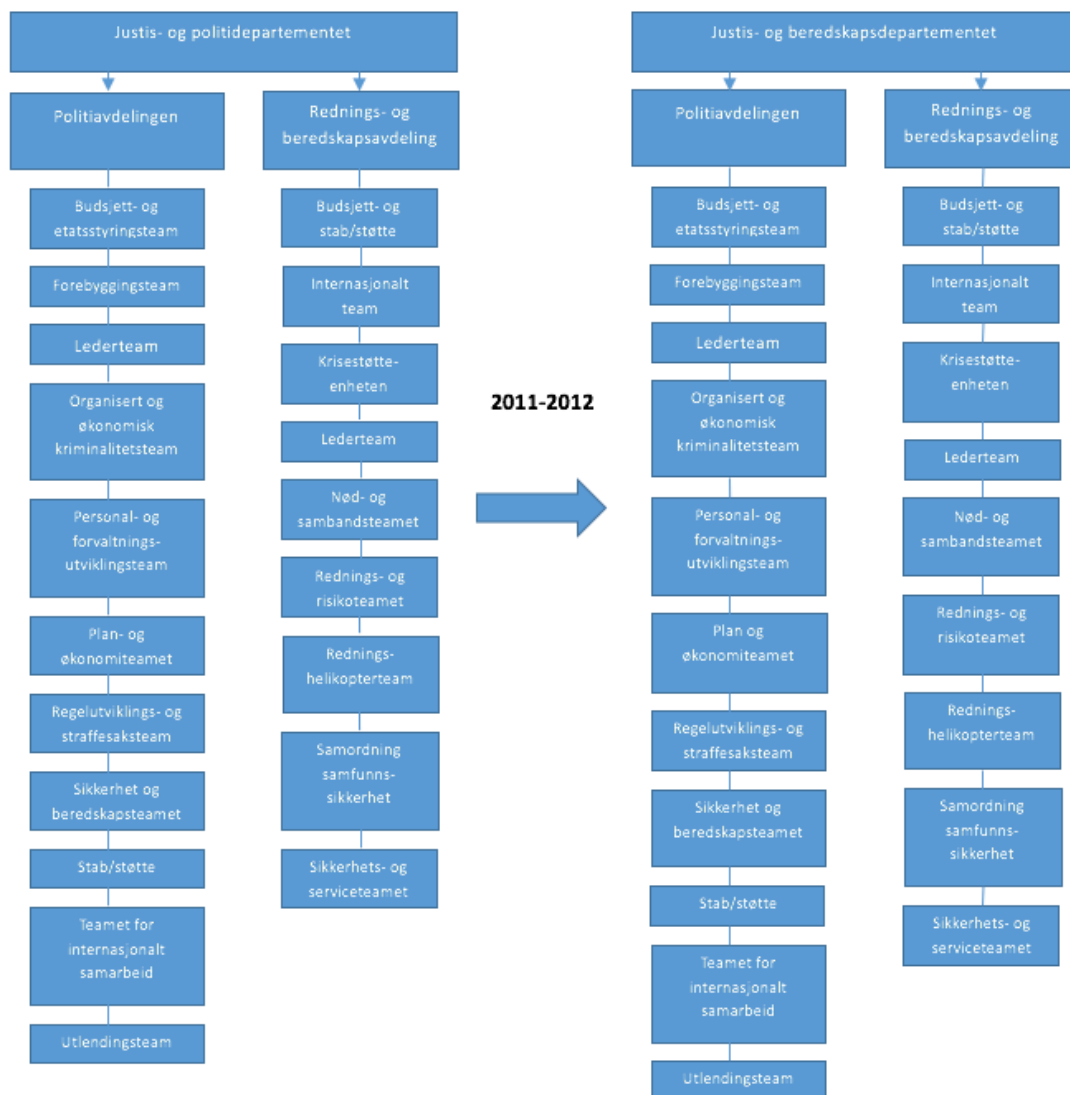 Justis- og politidepartementet
Politiavdelingen
Budsjett- og
etatsstyringsteam
Forebyggingsteam
Lederteam
Organisert og
økonomisk
kriminalitetsteam
Personal- og
forvaltnings-
utviklingsteam
Plan- og
økonomiteamet
Regelutviklings- og
straffesaksteam
Sikkerhet og
beredskapsteamet
Stab/støtte
Teamet for
internasjonalt
samarbeid
Utlendingsteam
Rednings- og
beredskapsavdeling
Budsjett- og
stab/støtte
Internasjonalt
team
Krisestøtte-
enheten
Lederteam
Nød- og
sambandsteamet
Rednings- og
risikoteamet
Rednings-
helikopterteam
Samordning
samfunns-
sikkerhet
Sikkerhets- og
serviceteamet
2011-2012
Justis- og beredskapsdepartementet
Politiavdelingen
Budsjett- og
etatsstyringsteam
Forebyggingsteam
Lederteam
Organisert og
økonomisk
kriminalitetsteam
Personal- og
forvaltnings-
utviklingsteam
Plan og
økonomiteamet
Regelutviklings- og
straffesaksteam
Sikkerhet og
beredskapsteamet
Stab/støtte
Teamet for
internasjonalt
samarbeid
Utlendingsteam
Rednings- og
beredskapsavdeling
Budsjett- og
stab/støtte
Internasjonalt
team
Krisestøtte-
enheten
Lederteam
Nød- og
sambandsteamet
Rednings- og
risikoteamet
Rednings-
helikopterteam
Samordning
samfunns-
sikkerhet
Sikkerhets- og
serviceteamet